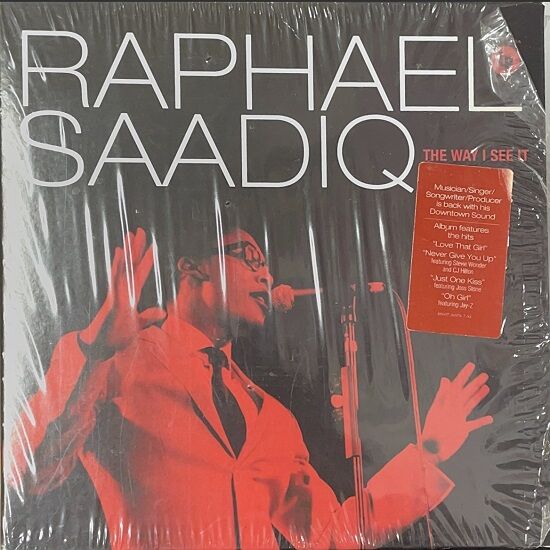 RAPHAEL
SAADIQ
THE WAY I SEE IT
Musician/Singer/
Songwriter/Producer
is back with his
Downtown Sound
Album features
the hits
"Love That Girl"
"Never Give You Up"
featuring Stevie Wonder
and CJ Hilton
"Just One Kiss"
featuring Joss Stone
"Oh Girl"
featuring Jay-Z